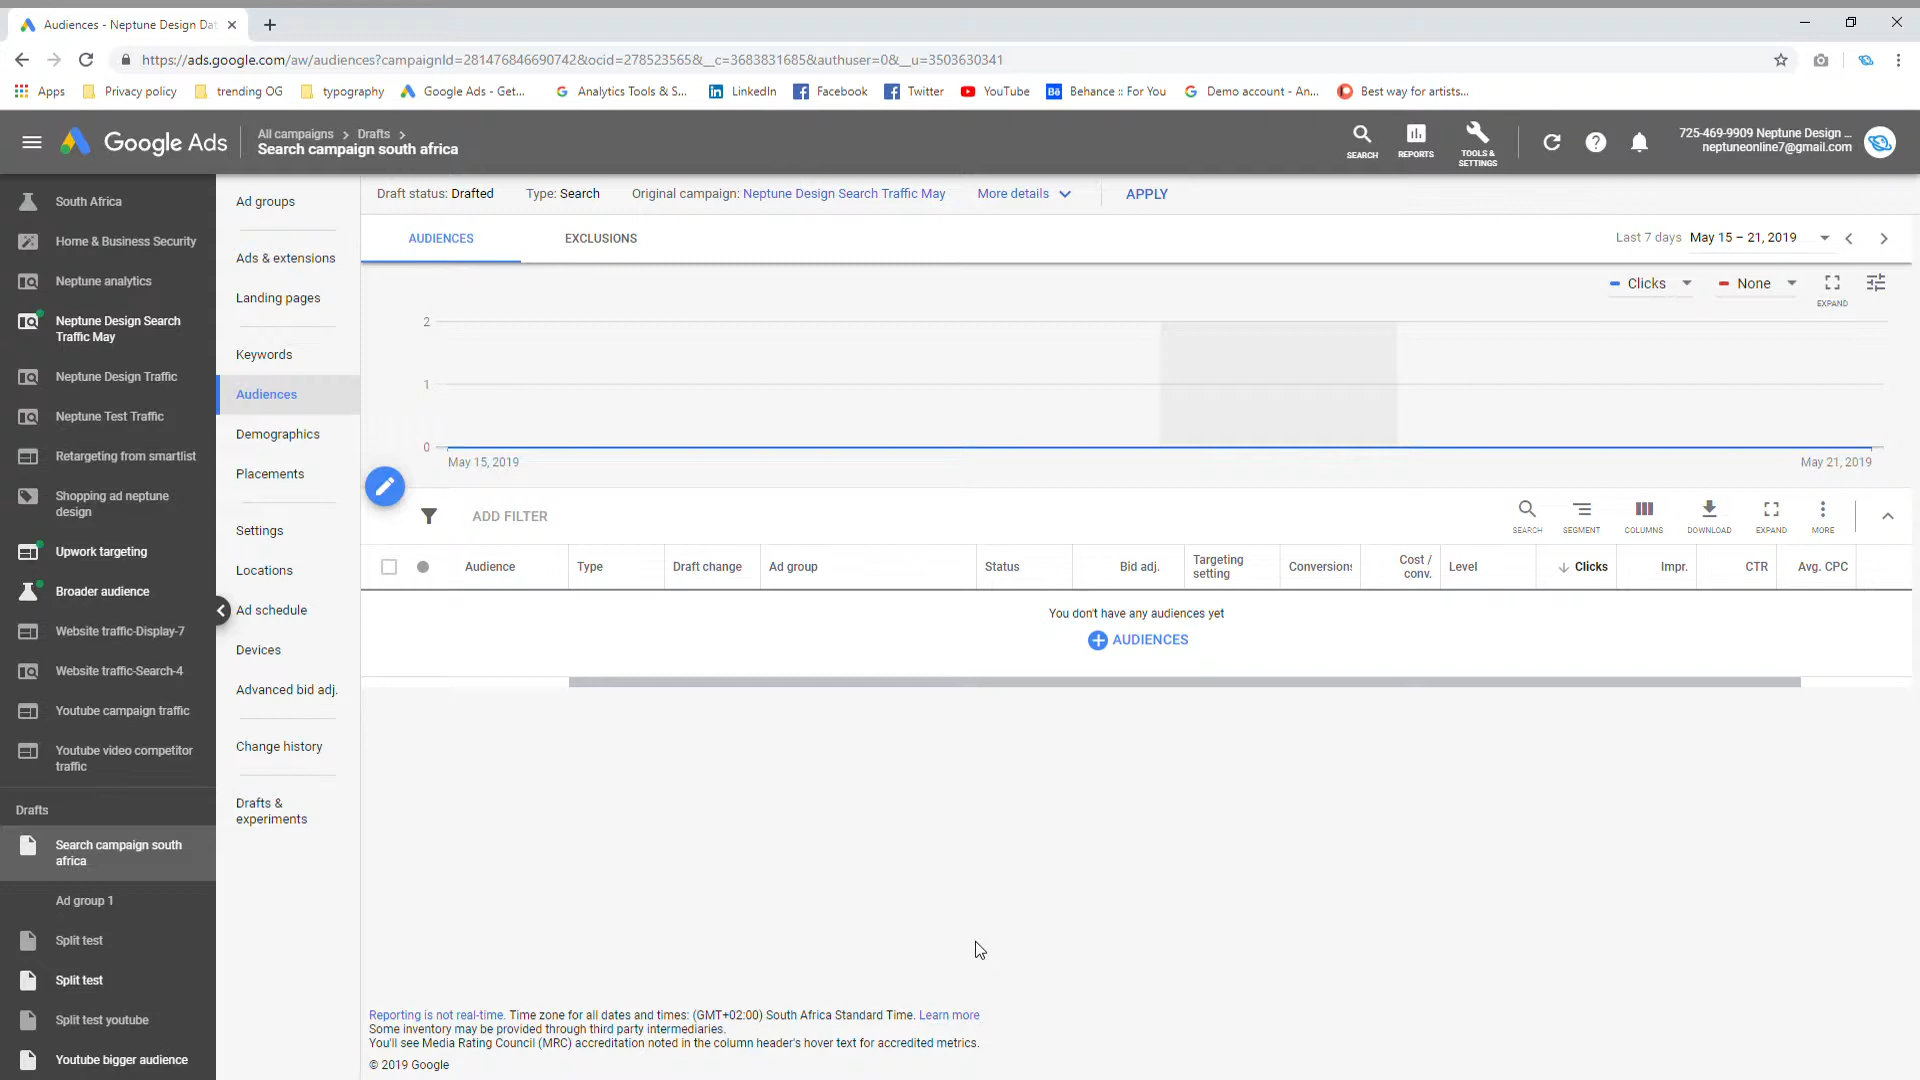 Audiences - Neptune Design Dat
https://ads.google.com/aw/audiences?campaignId=281476846690742&ocid=278523565&__c=3683831685&authuser=0&__u=3503630341
Apps
Privacy policy
trending OG
typography
Google Ads - Get...
Analytics Tools & S...
LinkedIn
Facebook
Twitter
YouTube
Behance :: For You
Demo account - An...
Best way for artists...
Google Ads
All campaigns > Drafts >
Search campaign south africa
SEARCH
REPORTS
TOOLS &
SETTINGS
725-469-9909 Neptune Design ...
neptuneonline7@gmail.com
South Africa
Home & Business Security
Neptune analytics
Neptune Design Search
Traffic May
Neptune Design Traffic
Neptune Test Traffic
Retargeting from smartlist
Shopping ad neptune
design
Upwork targeting
Broader audience
Website traffic-Display-7
Website traffic-Search-4
Youtube campaign traffic
Youtube video competitor
traffic
Drafts
Search campaign south
africa
Ad group 1
Split test
Split test
Split test youtube
Youtube bigger audience
Ad groups
Ads & extensions
Landing pages
Keywords
Audiences
Demographics
Placements
Settings
Locations
Ad schedule
Devices
Advanced bid adj.
Change history
Drafts &
experiments
Draft status: Drafted
Type: Search
Original campaign: Neptune Design Search Traffic May
More details
APPLY
AUDIENCES
EXCLUSIONS
Last 7 days May 15 – 21, 2019
Clicks
None
EXPAND
2
1
0
May 15, 2019
May 21, 2019
ADD FILTER
SEARCH
SEGMENT
COLUMNS
DOWNLOAD
EXPAND
MORE
Audience
Type
Draft change
Ad group
Status
Bid adj.
Targeting
setting
Conversions
Cost /
conv.
Level
Clicks
Impr.
CTR
Avg. CPC
You don't have any audiences yet
AUDIENCES
Reporting is not real-time. Time zone for all dates and times: (GMT+02:00) South Africa Standard Time. Learn more
Some inventory may be provided through third party intermediaries.
You'll see Media Rating Council (MRC) accreditation noted in the column header's hover text for accredited metrics.
© 2019 Google